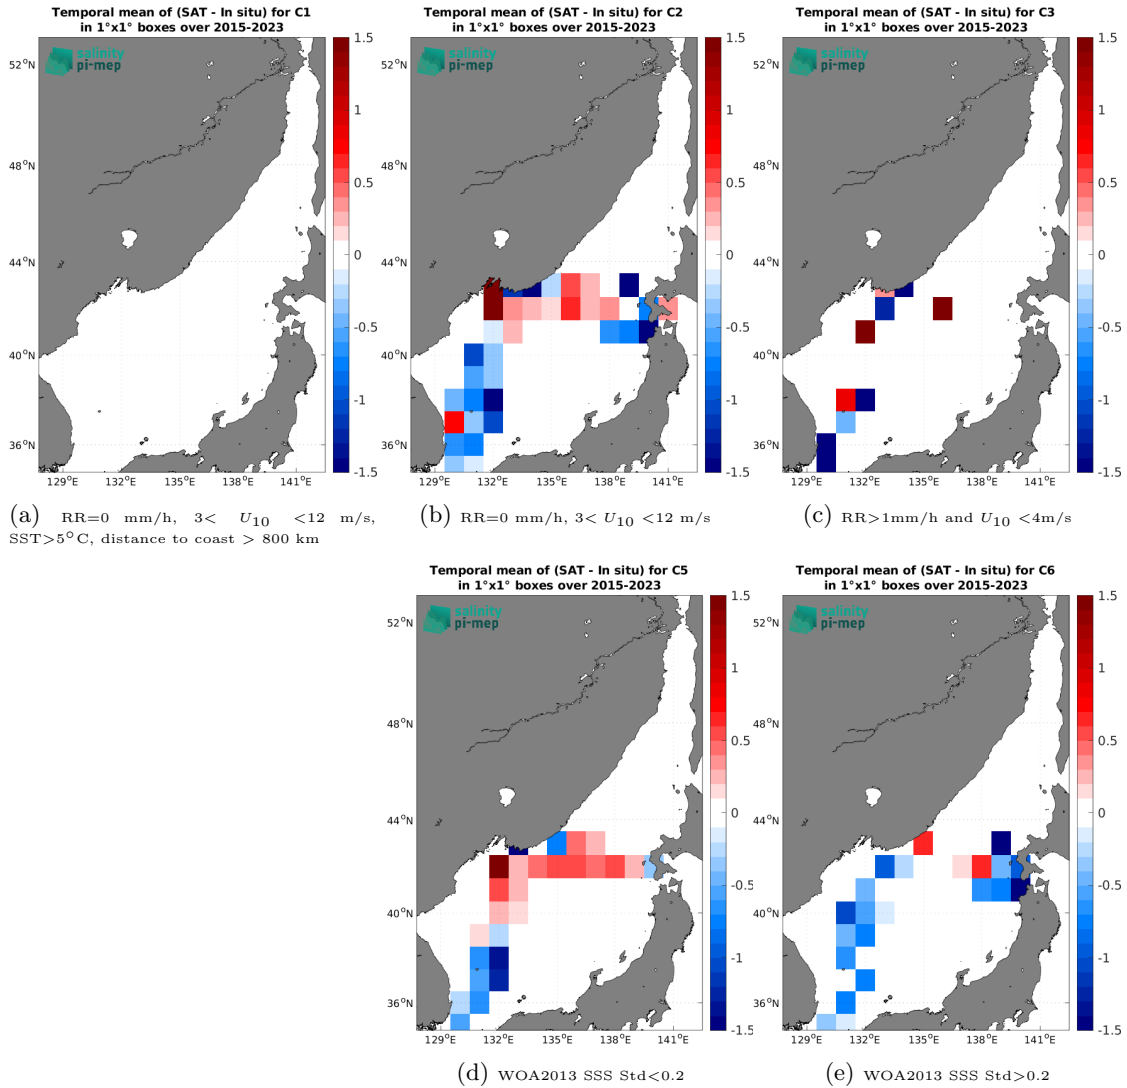 Temporal mean of (SAT - In situ) for C1
in 1°x1° boxes over 2015-2023
salinity
pi-mep
52°N
48°N
44°N
40°N
36°N
129°E
132°E
135°E
138°E
141°E
1.5
1
0.5
0
-0.5
-1
-1.5
(a) RR=0 mm/h, 3< U10 <12 m/s,
SST>5°C, distance to coast > 800 km
Temporal mean of (SAT - In situ) for C2
in 1°x1° boxes over 2015-2023
salinity
pi-mep
52°N
48°N
44°N
40°N
36°N
129°E
132°E
135°E
138°E
141°E
1.5
1
0.5
0
-0.5
-1
-1.5
(b) RR=0 mm/h, 3< U10 <12 m/s
Temporal mean of (SAT - In situ) for C3
in 1°x1° boxes over 2015-2023
salinity
pi-mep
52°N
48°N
44°N
40°N
36°N
129°E
132°E
135°E
138°E
141°E
1.5
1
0.5
0
-0.5
-1
-1.5
(c) RR>1mm/h and U10 <4m/s
Temporal mean of (SAT - In situ) for C5
in 1°x1° boxes over 2015-2023
salinity
pi-mep
52°N
48°N
44°N
40°N
36°N
129°E
132°E
135°E
138°E
141°E
1.5
1
0.5
0
-0.5
-1
-1.5
(d) WOA2013 SSS Std<0.2
Temporal mean of (SAT - In situ) for C6
in 1°x1° boxes over 2015-2023
salinity
pi-mep
52°N
48°N
44°N
40°N
36°N
129°E
132°E
135°E
138°E
141°E
1.5
1
0.5
0
-0.5
-1
-1.5
(e) WOA2013 SSS Std>0.2